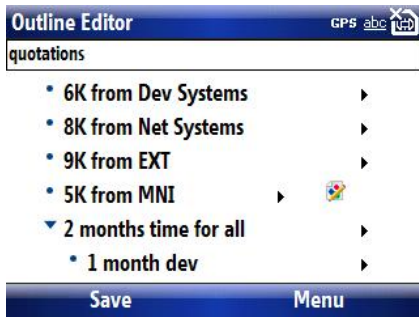 Outline Editor GPS abc
quotations
6K from Dev Systems
8K from Net Systems
9K from EXT
5K from MNI
2 months time for all
1 month dev
Save Menu